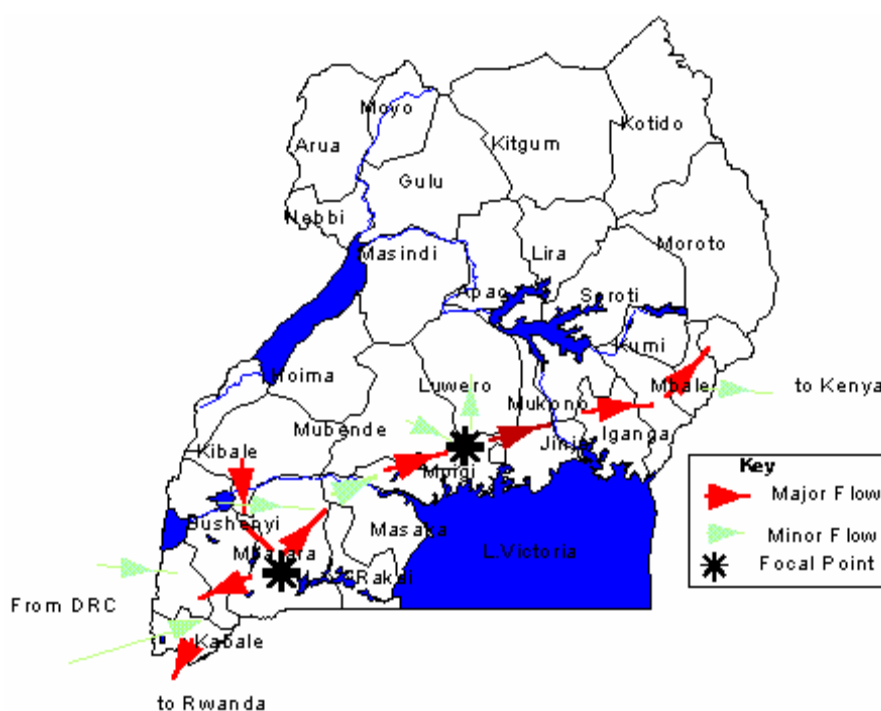 Moyo
Kotido
Arua
Kitgum
Gulu
Nebbi
Moroto
Masindi
Lira
Apac
Soroti
Kumi
Hoima
Luwero
Mbale
to Kenya
Mukono
Mubende
Iganga
Jinja
Kibale
Mpigi
Key
Major Flow
Bushenyi
Masaka
Minor Flow
Mbarara
L.Victoria
Focal Point
Rakai
From DRC
Kabale
to Rwanda